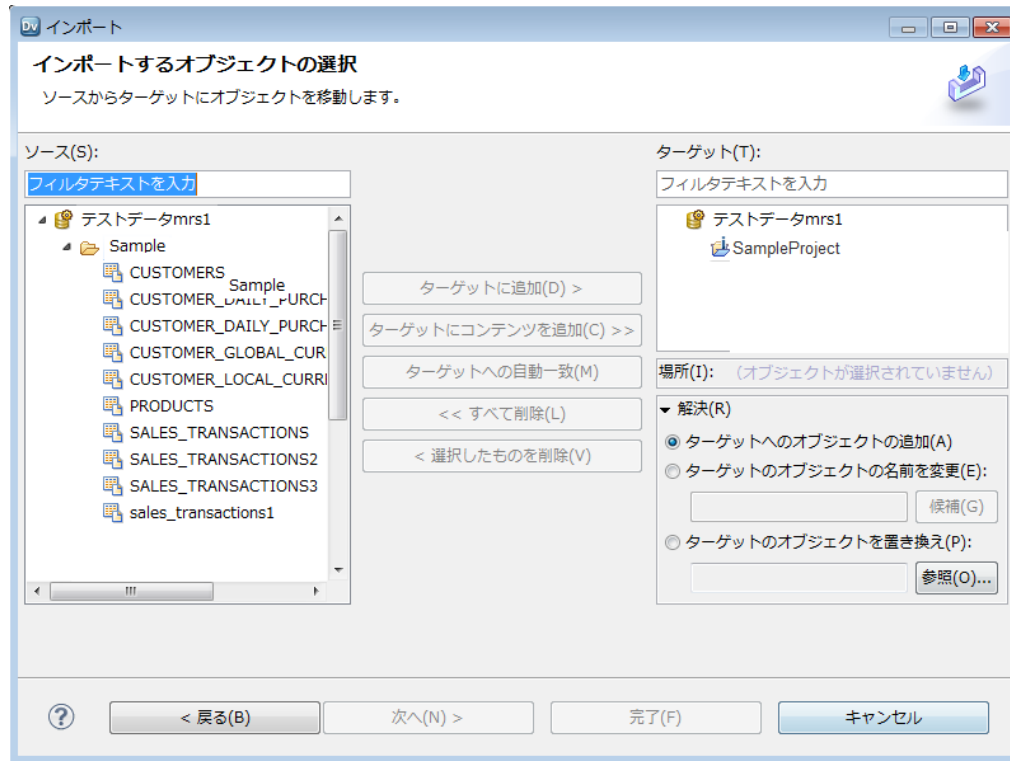 Dv インポート
インポートするオブジェクトの選択
ソースからターゲットにオブジェクトを移動します。
ソース(S):
フィルタテキストを入力
テストデータmrs1
Sample
CUSTOMERS
Sample
CUSTOMER_DAILY_PURCH
CUSTOMER_DAILY_PURCH
CUSTOMER_GLOBAL_CUR
CUSTOMER_LOCAL_CURRI
PRODUCTS
SALES_TRANSACTIONS
SALES_TRANSACTIONS2
SALES_TRANSACTIONS3
sales_transactions1
ターゲットに追加(D) >
ターゲットにコンテンツを追加(C) >>
ターゲットへの自動一致(M)
<< すべて削除(L)
< 選択したものを削除(V)
ターゲット(T):
フィルタテキストを入力
テストデータmrs1
SampleProject
場所(I): (オブジェクトが選択されていません)
解決(R)
ターゲットへのオブジェクトの追加(A)
ターゲットのオブジェクトの名前を変更(E):
候補(G)
ターゲットのオブジェクトを置き換え(P):
参照(O)...
? < 戻る(B) 次へ(N) > 完了(F) キャンセル